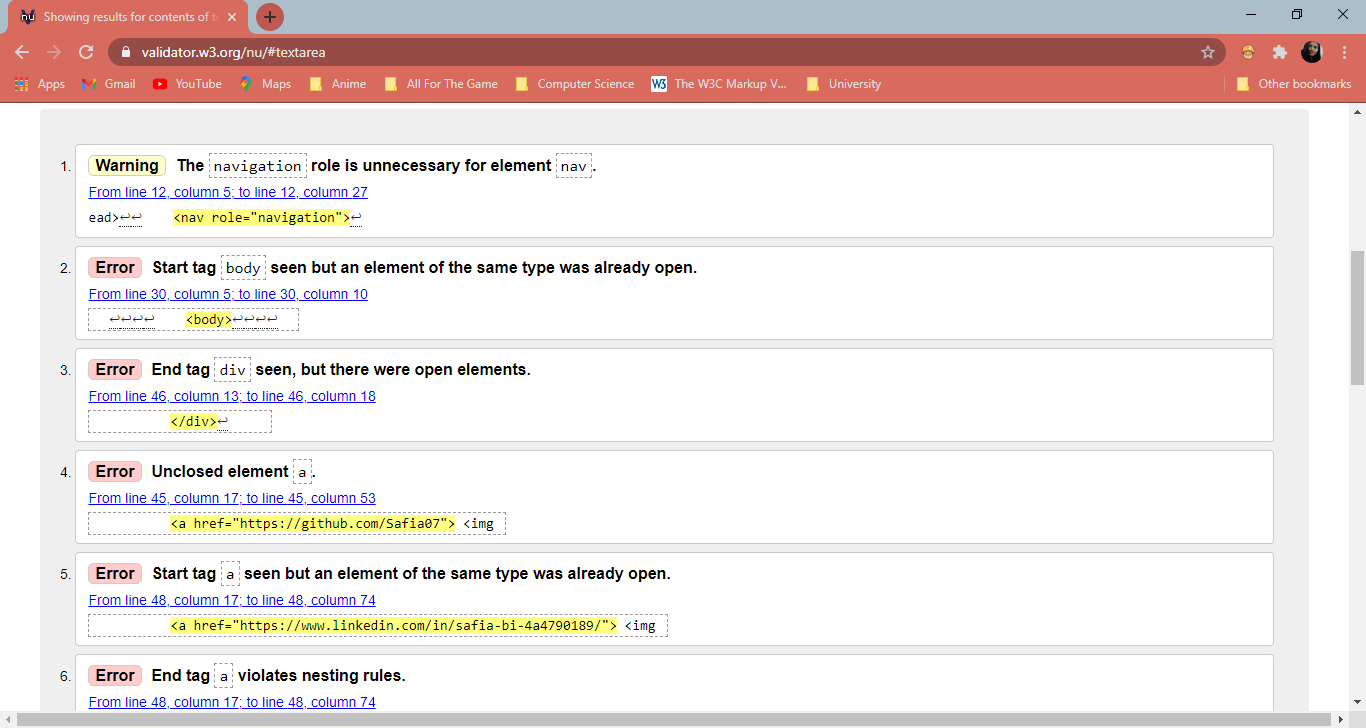 nu Showing results for contents of t
validator.w3.org/nu/#textarea
Apps Gmail YouTube Maps Anime All For The Game Computer Science W3 The W3C Markup V... University Other bookmarks
1. Warning The navigation role is unnecessary for element nav.
From line 12, column 5; to line 12, column 27
ead>↩↩ <nav role="navigation">↩
2. Error Start tag body seen but an element of the same type was already open.
From line 30, column 5; to line 30, column 10
↩↩↩↩ <body>↩↩↩↩
3. Error End tag div seen, but there were open elements.
From line 46, column 13; to line 46, column 18
</div>↩
4. Error Unclosed element a.
From line 45, column 17; to line 45, column 53
<a href="https://github.com/Safia07"> <img
5. Error Start tag a seen but an element of the same type was already open.
From line 48, column 17; to line 48, column 74
<a href="https://www.linkedin.com/in/safia-bi-4a4790189/"> <img
6. Error End tag a violates nesting rules.
From line 48, column 17; to line 48, column 74